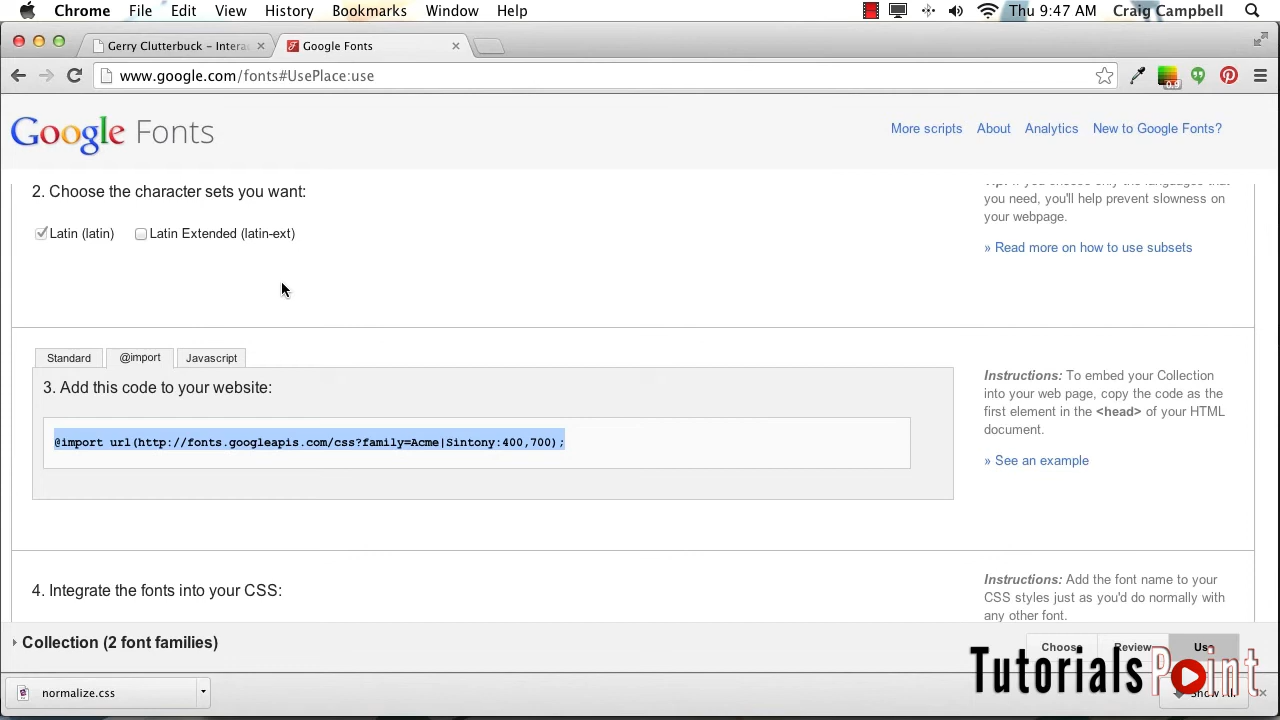 Chrome File Edit View History Bookmarks Window Help Thu 9:47 AM Craig Campbell
Gerry Clutterbuck – Intera
Google Fonts
www.google.com/fonts#UsePlace:use
Google Fonts
More scripts About Analytics New to Google Fonts?
2. Choose the character sets you want:
Latin (latin) Latin Extended (latin-ext)
you need, you'll help prevent slowness on
your webpage.
» Read more on how to use subsets
Standard @import Javascript
3. Add this code to your website:
@import url(http://fonts.googleapis.com/css?family=Acme|Sintony:400,700);
Instructions: To embed your Collection
into your web page, copy the code as the
first element in the <head> of your HTML
document.
» See an example
4. Integrate the fonts into your CSS:
Instructions: Add the font name to your
CSS styles just as you'd do normally with
any other font.
Collection (2 font families)
Choose Review Use
TutorialsPoint
normalize.css